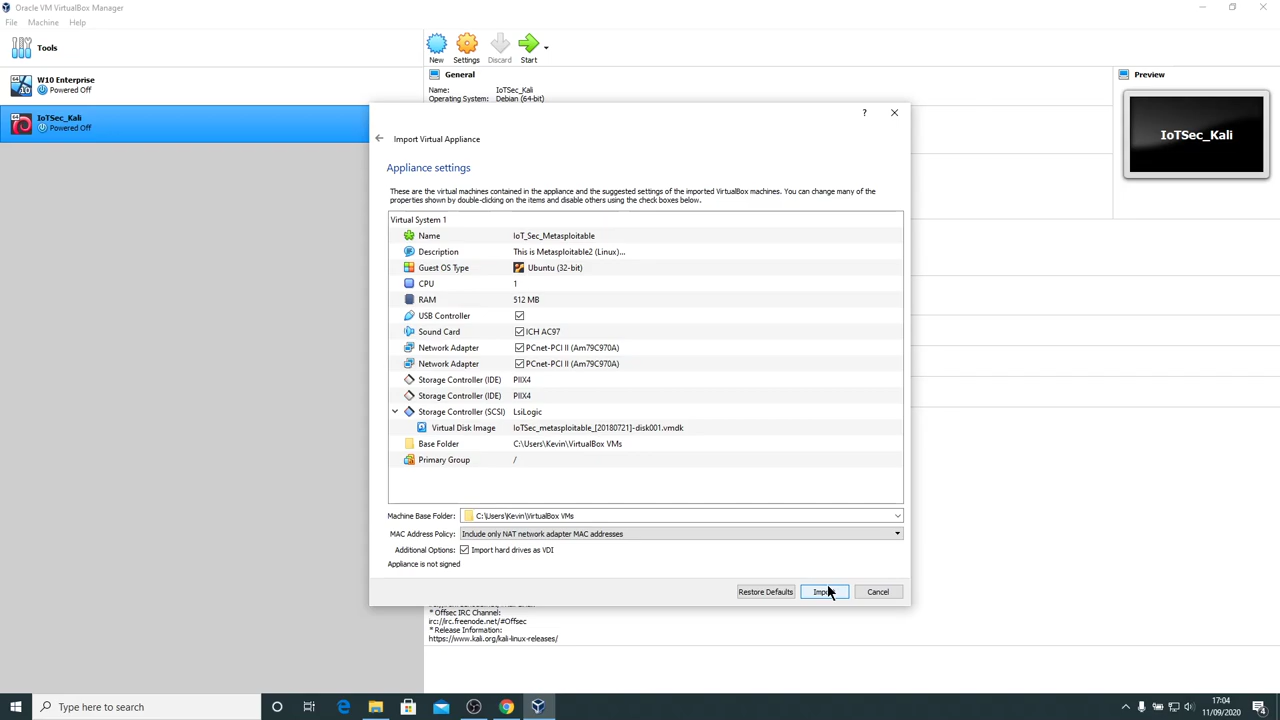 Oracle VM VirtualBox Manager
File Machine Help
Tools
New Settings Discard Start
W10 Enterprise
Powered Off
IoTSec_Kali
Powered Off
General
Name: IoTSec_Kali
Operating System: Debian (64-bit)
Preview
IoTSec_Kali
Import Virtual Appliance
Appliance settings
These are the virtual machines contained in the appliance and the suggested settings of the imported VirtualBox machines. You can change many of the
properties shown by double-clicking on the items and disable others using the check boxes below.
Virtual System 1
Name IoT_Sec_Metasploitable
Description This is Metasploitable2 (Linux)...
Guest OS Type Ubuntu (32-bit)
CPU 1
RAM 512 MB
USB Controller
Sound Card ICH AC97
Network Adapter PCnet-PCI II (Am79C970A)
Network Adapter PCnet-PCI II (Am79C970A)
Storage Controller (IDE) PIIX4
Storage Controller (IDE) PIIX4
Storage Controller (SCSI) LsiLogic
Virtual Disk Image IoTSec_metasploitable_[20180721]-disk001.vmdk
Base Folder C:\Users\Kevin\VirtualBox VMs
Primary Group /
Machine Base Folder: C:\Users\Kevin\VirtualBox VMs
MAC Address Policy: Include only NAT network adapter MAC addresses
Additional Options: Import hard drives as VDI
Appliance is not signed
Restore Defaults Import Cancel
* Offsec IRC Channel:
irc://irc.freenode.net/#Offsec
* Release Information:
https://www.kali.org/kali-linux-releases/
Type here to search
17:04
11/09/2020
4